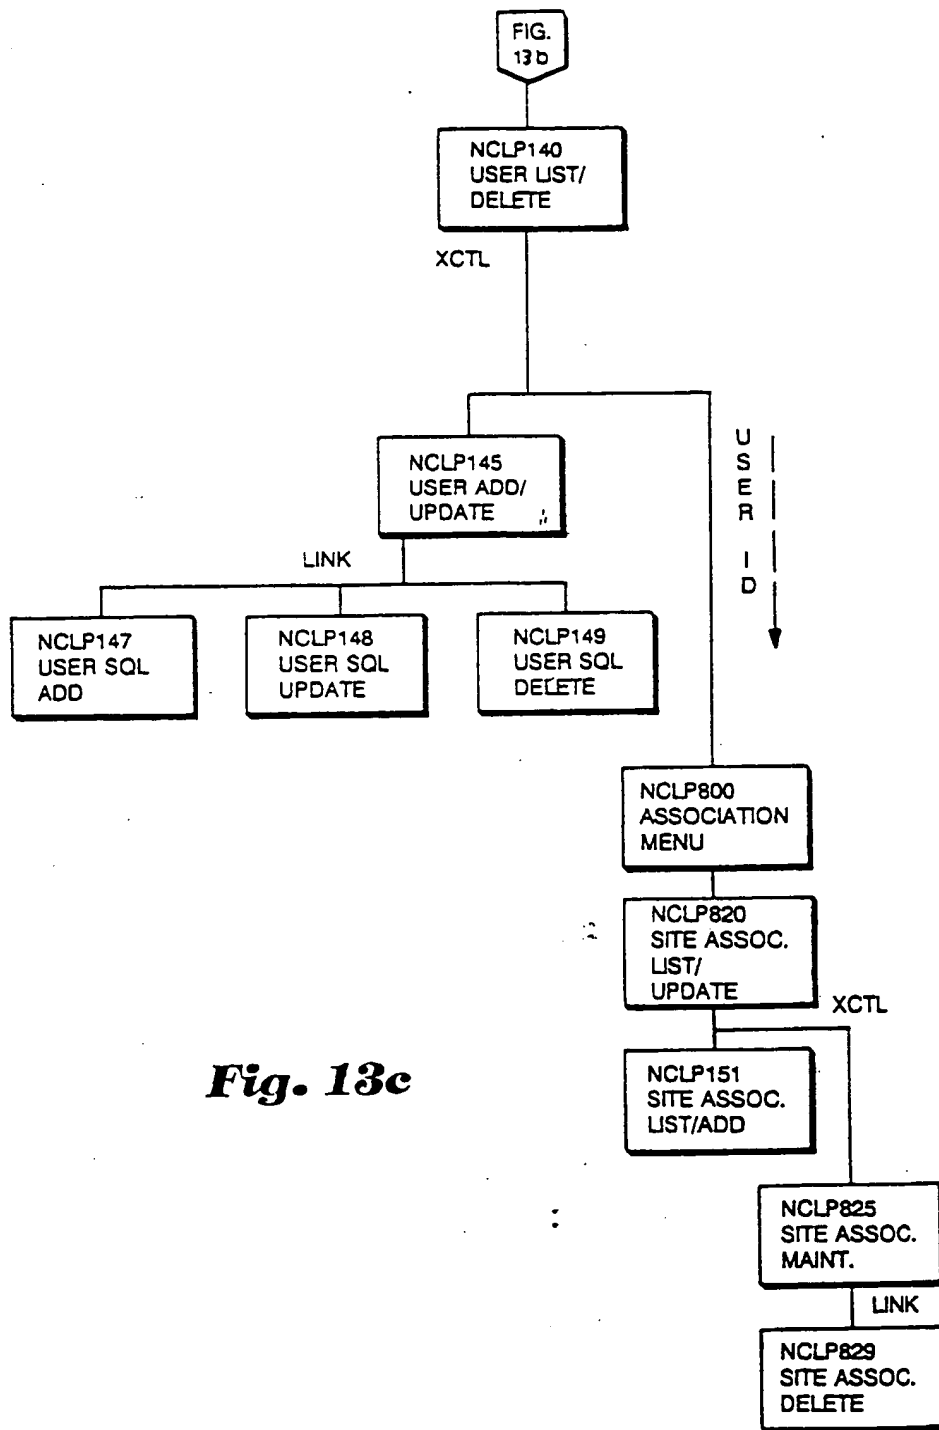 FIG.
13b
NCLP140
USER LIST/
DELETE
XCTL
NCLP145
USER ADD/
UPDATE
USER ID
LINK
NCLP147
USER SQL
ADD
NCLP148
USER SQL
UPDATE
NCLP149
USER SQL
DELETE
NCLP800
ASSOCIATION
MENU
NCLP820
SITE ASSOC.
LIST/
UPDATE
XCTL
Fig. 13c
NCLP151
SITE ASSOC.
LIST/ADD
NCLP825
SITE ASSOC.
MAINT.
LINK
NCLP829
SITE ASSOC.
DELETE